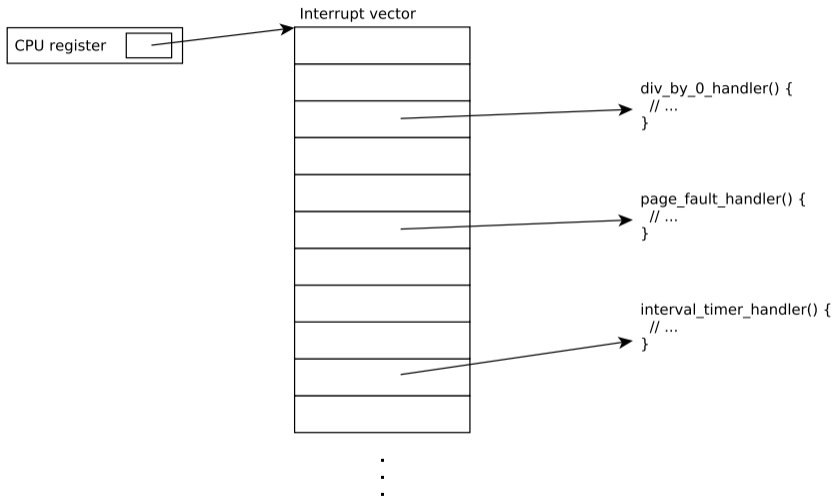 Interrupt vector
CPU register
div_by_0_handler() {
// ...
}
page_fault_handler() {
// ...
}
interval_timer_handler() {
// ...
}